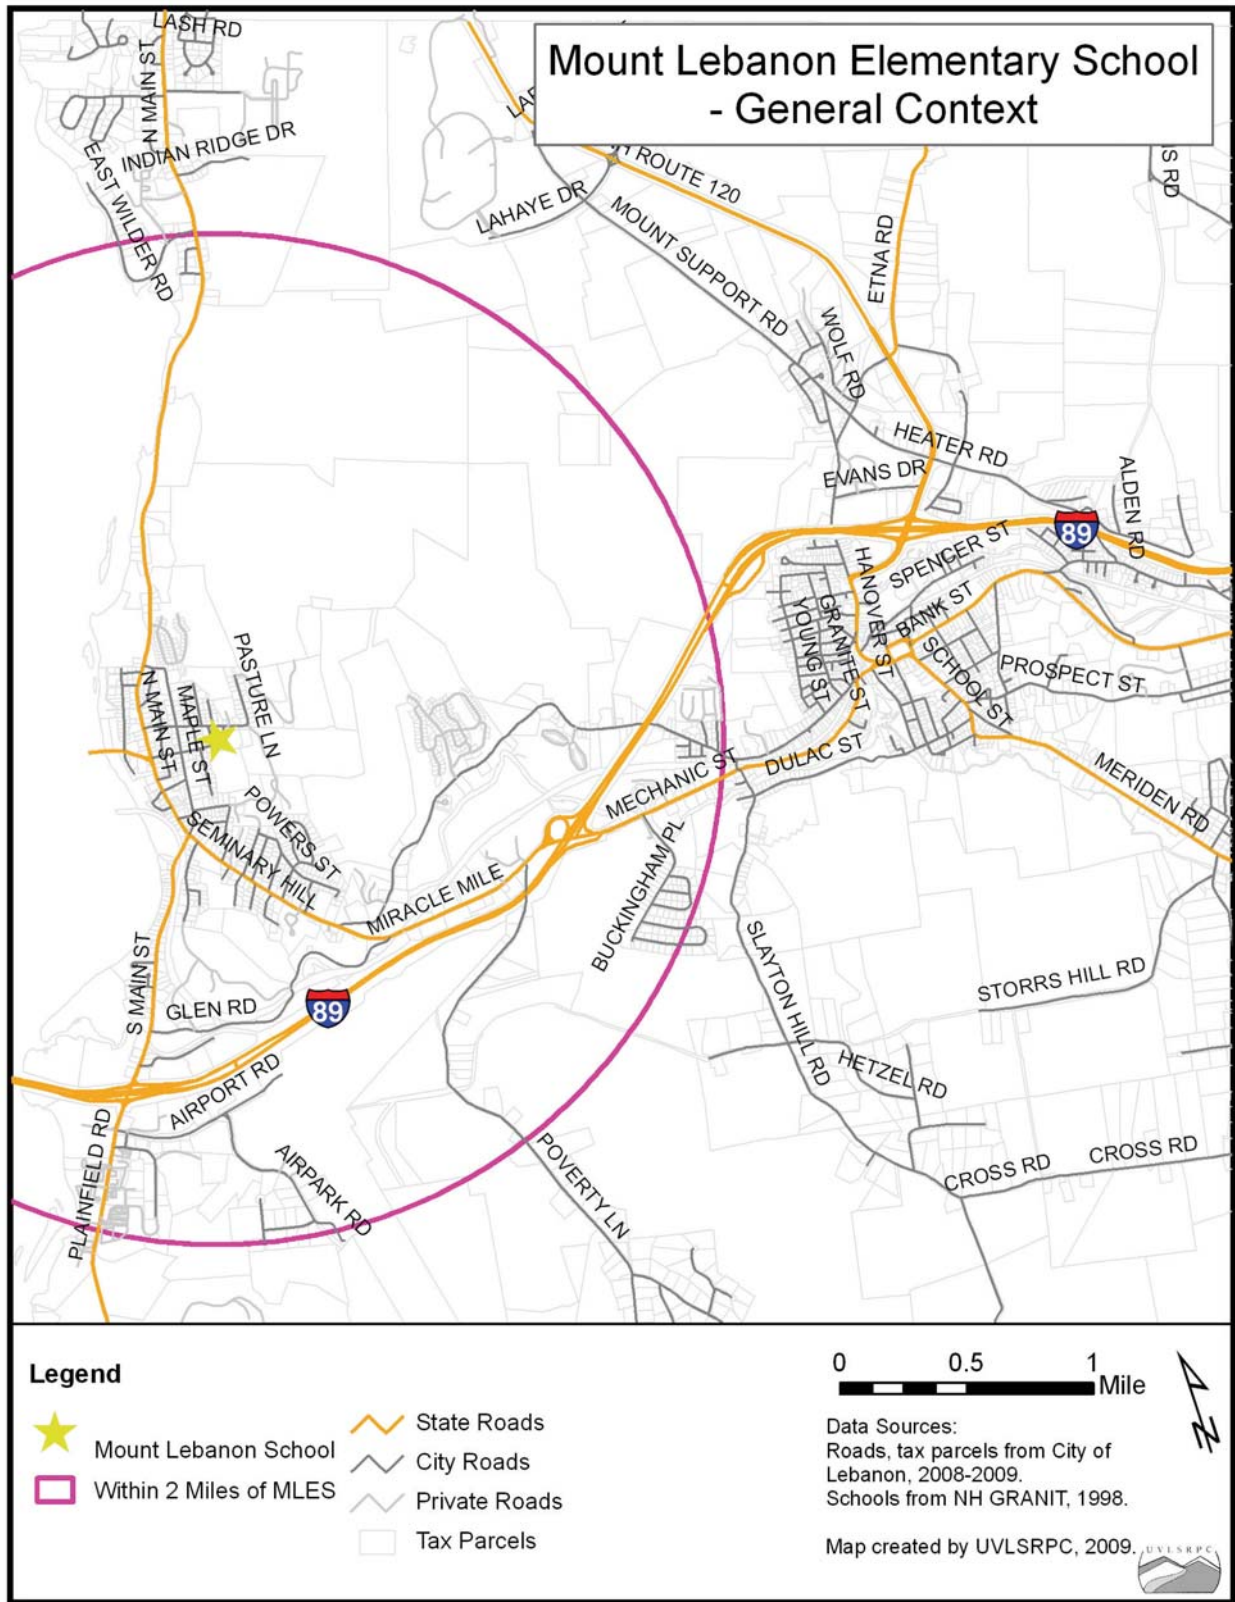 Mount Lebanon Elementary School
- General Context
LASH RD
N MAIN ST
INDIAN RIDGE DR
EAST WILDER RD
LAHAYE DR
ROUTE 120
MOUNT SUPPORT RD
ETNA RD
WOLF RD
HEATER RD
EVANS DR
ALDEN RD
89
SPENCER ST
HANOVER ST
BANK ST
GRANITE ST
YOUNG ST
SCHOOL ST
PROSPECT ST
PASTURE LN
N MAIN ST
MAPLE ST
DULAC ST
MECHANIC ST
MERIDEN RD
POWERS ST
SEMINARY HILL
MIRACLE MILE
BUCKINGHAM PL
SLAYTON HILL RD
STORRS HILL RD
S MAIN ST
GLEN RD
89
HETZEL RD
AIRPORT RD
PLAINFIELD RD
AIRPARK RD
POVERTY LN
CROSS RD
CROSS RD
Legend
Mount Lebanon School
Within 2 Miles of MLES
State Roads
City Roads
Private Roads
Tax Parcels
0 0.5 1
Mile
N
Data Sources:
Roads, tax parcels from City of
Lebanon, 2008-2009.
Schools from NH GRANIT, 1998.
Map created by UVLSRPC, 2009.
UVLSRPC